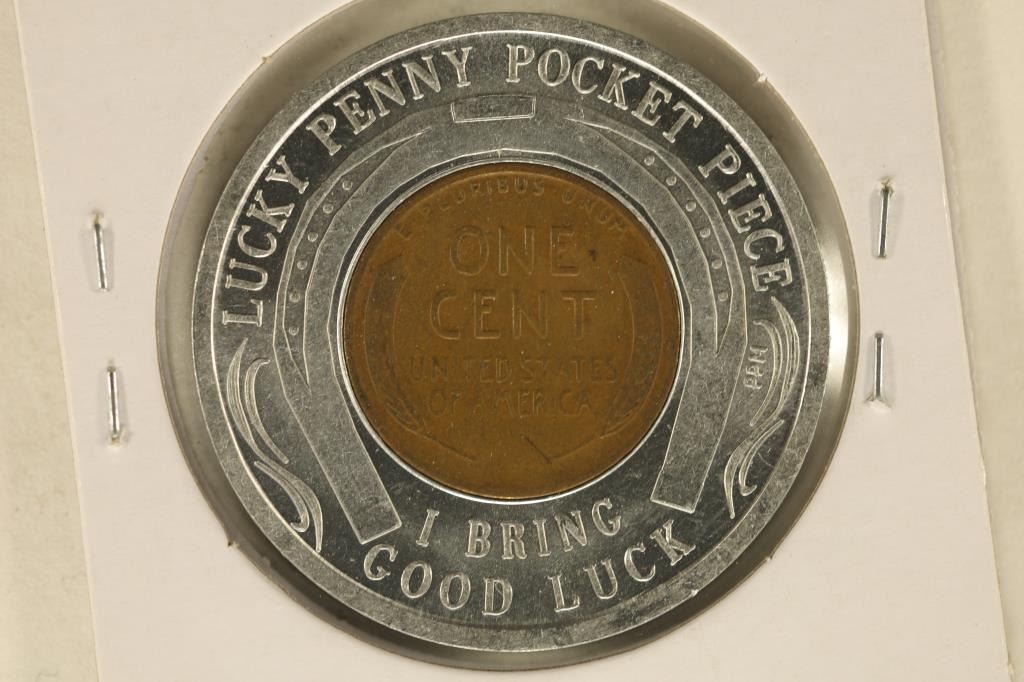 LUCKY PENNY POCKET PIECE
E PLURIBUS UNUM
ONE
CENT
UNITED STATES
OF AMERICA
I BRING
GOOD LUCK